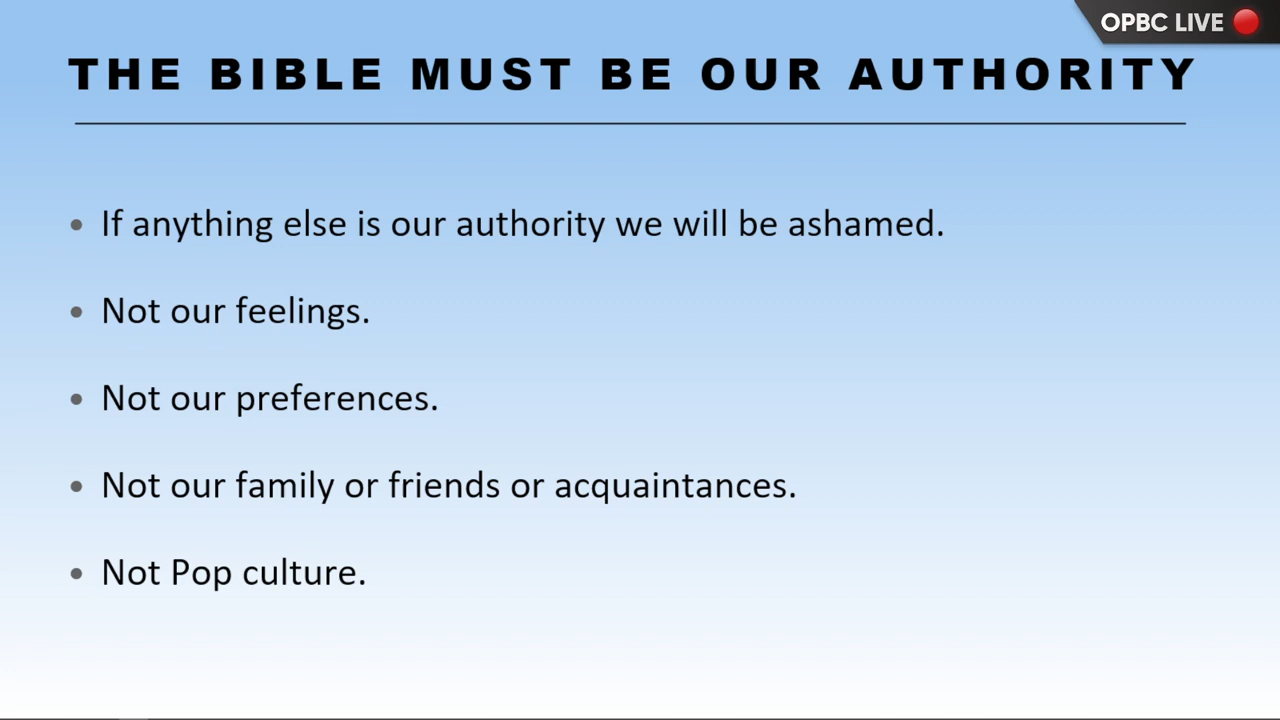 OPBC LIVE
THE BIBLE MUST BE OUR AUTHORITY
• If anything else is our authority we will be ashamed.
• Not our feelings.
• Not our preferences.
• Not our family or friends or acquaintances.
• Not Pop culture.